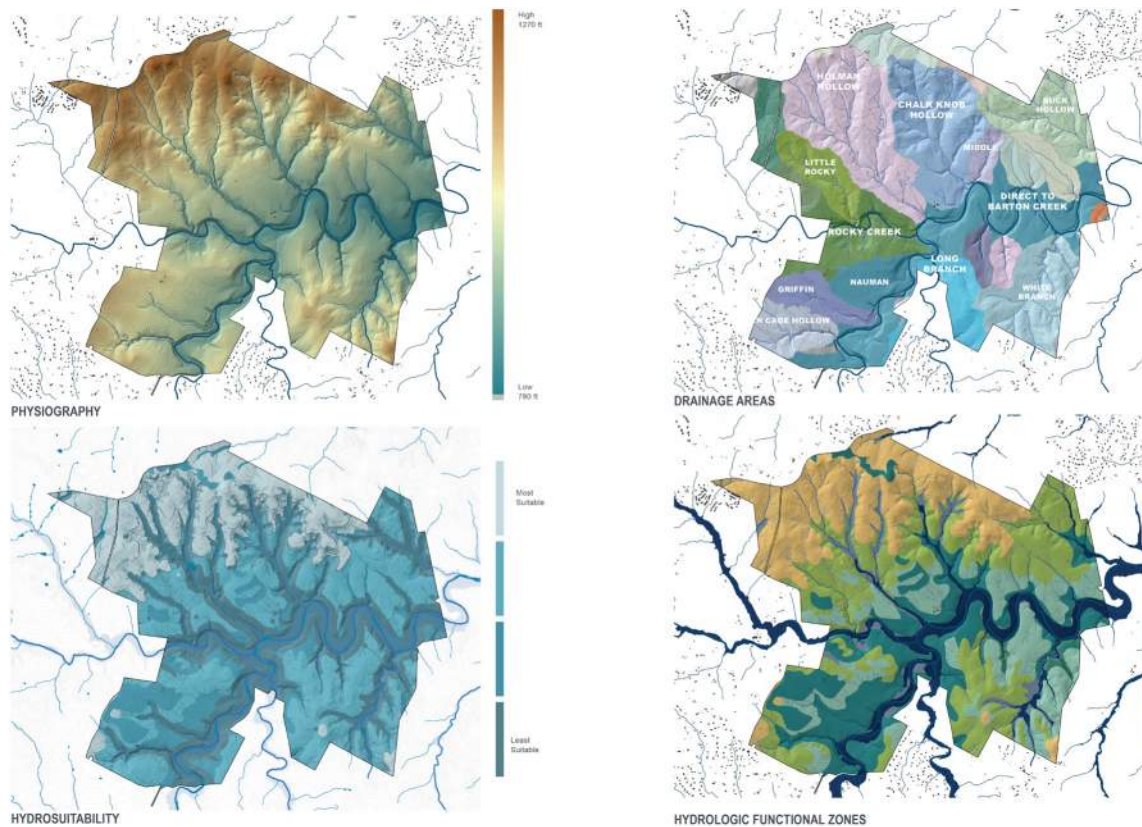 High
1270 ft
Low
780 ft
PHYSIOGRAPHY
HOLMAN
HOLLOW
CHALK KNOB
HOLLOW
BUCK
HOLLOW
MIDDLE
LITTLE
ROCKY
DIRECT TO
BARTON CREEK
ROCKY CREEK
LONG
BRANCH
NAUMAN
GRIFFIN
WHITE
BRANCH
N CABE HOLLOW
DRAINAGE AREAS
Most
Suitable
Least
Suitable
HYDROSUITABILITY
HYDROLOGIC FUNCTIONAL ZONES